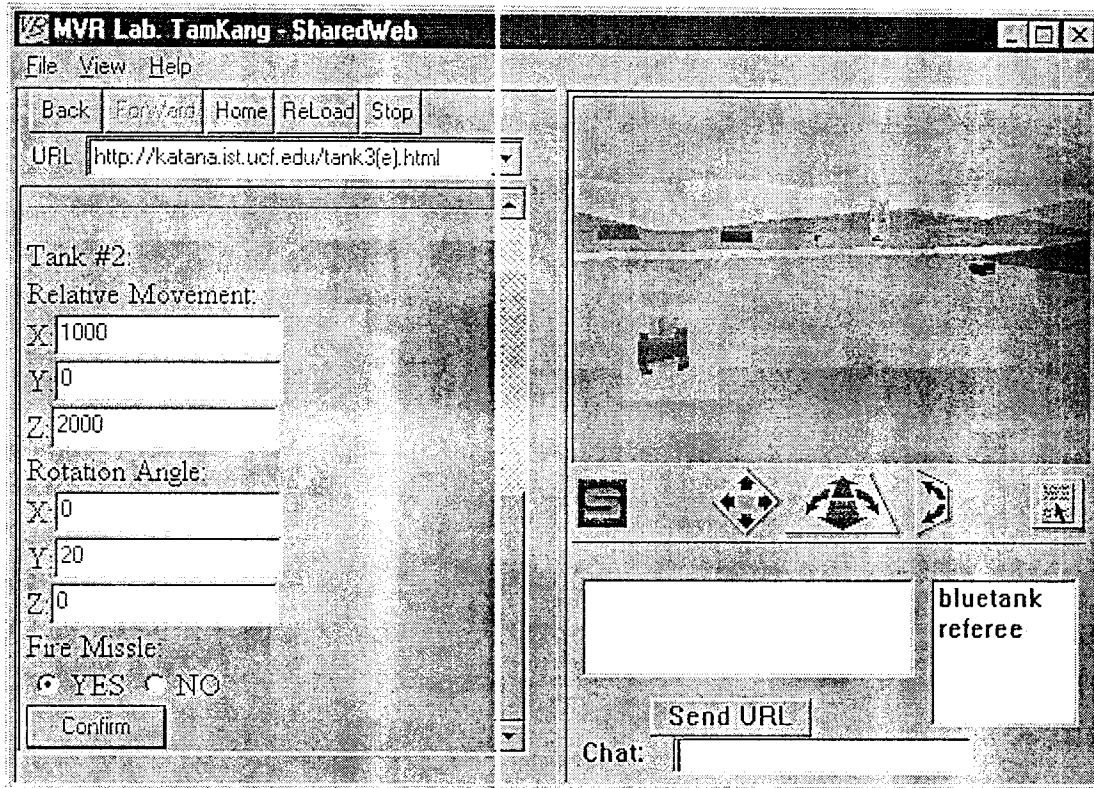 MVR Lab. TamKang - SharedWeb
File View Help
Back Forward Home ReLoad Stop
URL http://katana.ist.ucf.edu/tank3(e).html
Tank #2:
Relative Movement:
X: 1000
Y: 0
Z: 2000
Rotation Angle:
X: 0
Y: 20
Z: 0
Fire Missle:
YES NO
Confirm
bluetank
referee
Send URL
Chat: